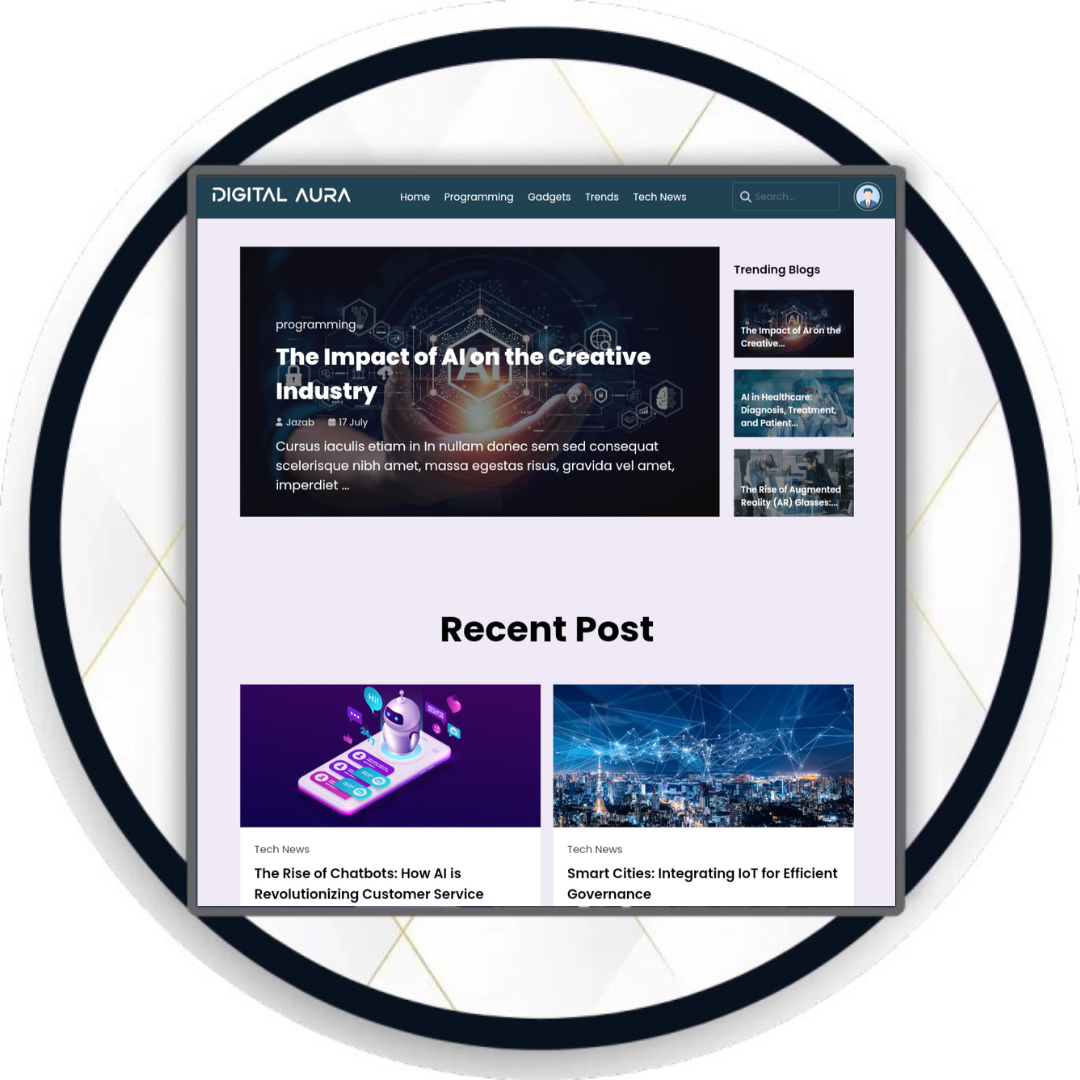 DIGITAL AURA
Home Programming Gadgets Trends Tech News
Search...
programming
The Impact of AI on the Creative
Industry
Jazab 17 July
Cursus iaculis etiam in In nullam donec sem sed consequat
scelerisque nibh amet, massa egestas risus, gravida vel amet,
imperdiet ...
AI
Trending Blogs
AI
The Impact of AI on the
Creative...
AI in Healthcare:
Diagnosis, Treatment,
and Patient...
The Rise of Augmented
Reality (AR) Glasses:...
Recent Post
HI!
24h
Tech News
The Rise of Chatbots: How AI is
Revolutionizing Customer Service
Tech News
Smart Cities: Integrating IoT for Efficient
Governance